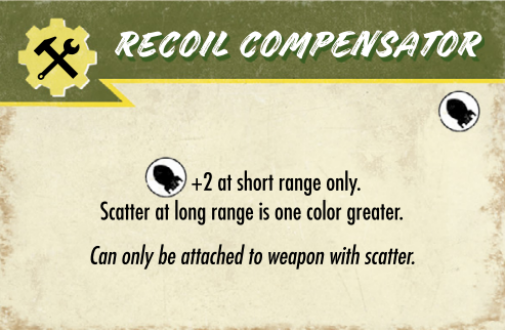 RECOIL COMPENSATOR
+2 at short range only.
Scatter at long range is one color greater.
Can only be attached to weapon with scatter.